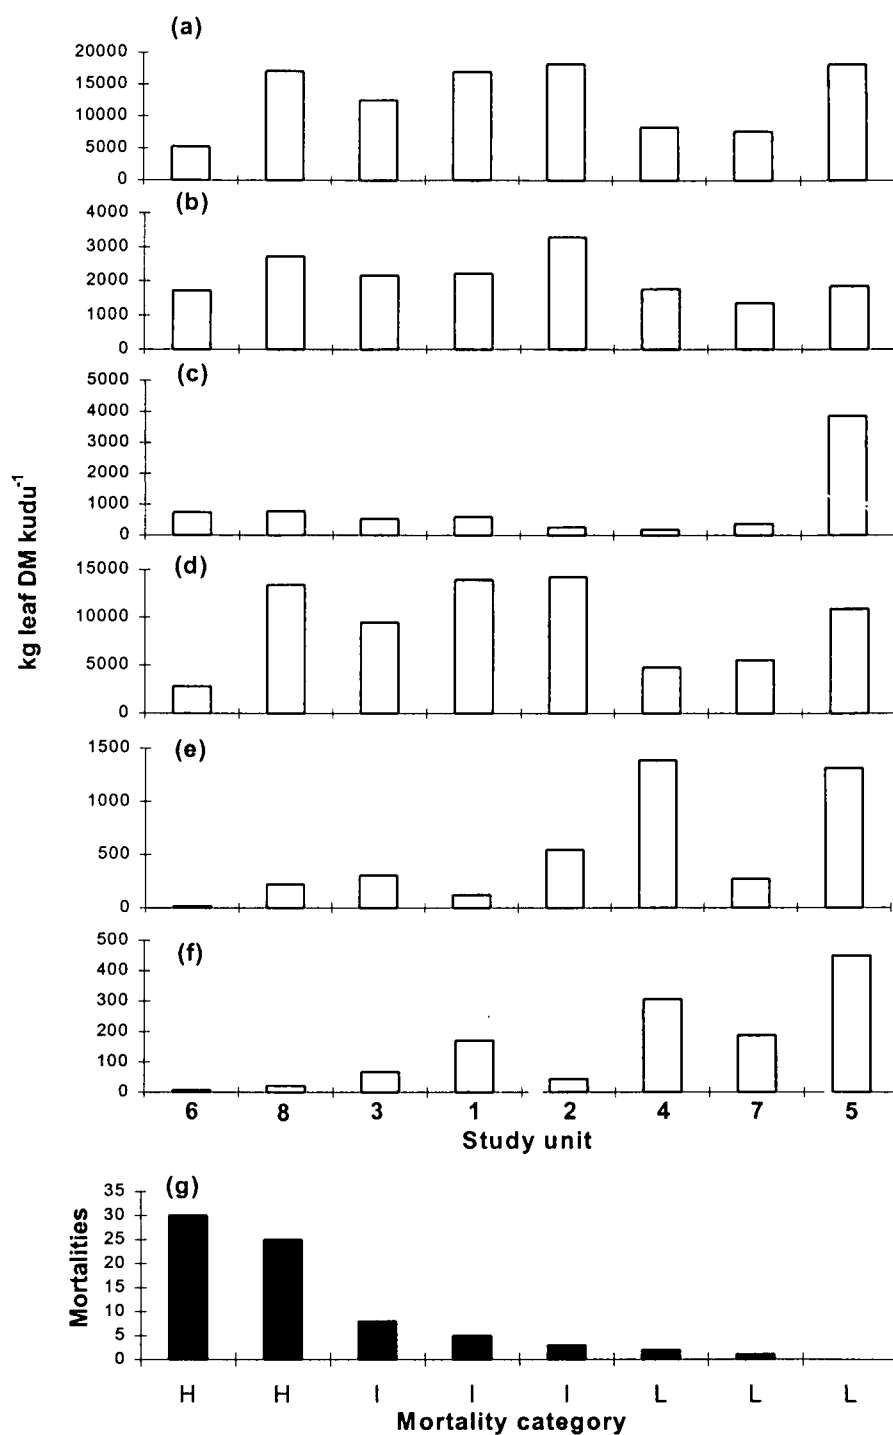 (a)
20000
15000
10000
5000
0
(b)
4000
3000
2000
1000
0
(c)
5000
4000
3000
2000
1000
0
(d)
15000
10000
5000
0
(e)
1500
1000
500
0
(f)
500
400
300
200
100
0
kg leaf DM kudu-1
6 8 3 1 2 4 7 5
Study unit
(g)
35
30
25
20
15
10
5
0
Mortalities
H H I I I L L L
Mortality category